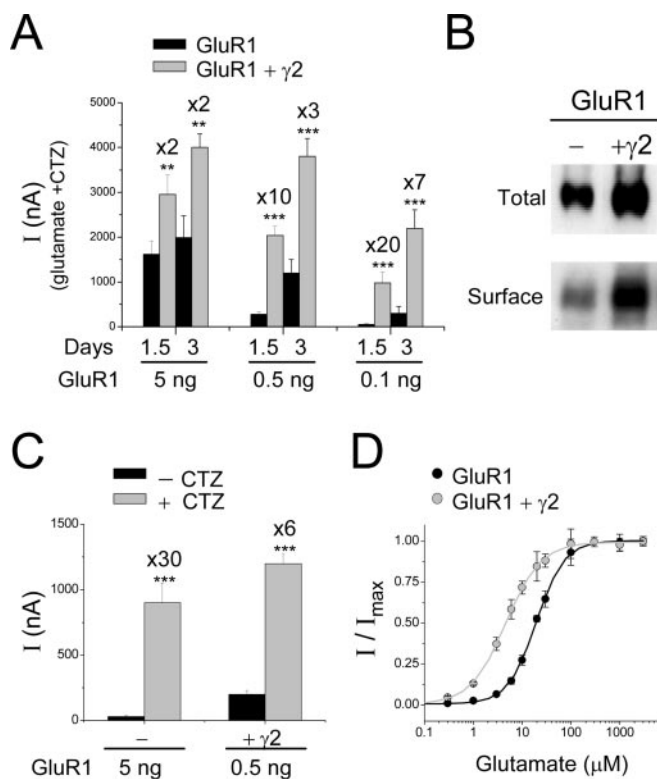 A
GluR1
GluR1 + γ2
I (nA)
(glutamate +CTZ)
5000
4000
3000
2000
1000
0
x2
**
x2
**
x10
***
x3
***
x20
***
x7
***
Days 1.5 3 1.5 3 1.5 3
GluR1 5 ng 0.5 ng 0.1 ng
B
GluR1
− +γ2
Total
Surface
C
− CTZ
+ CTZ
I (nA)
1500
1000
500
250
0
x30
***
x6
***
− + γ2
GluR1 5 ng 0.5 ng
D
GluR1
GluR1 + γ2
I / Imax
1.00
0.75
0.50
0.25
0.00
0.1 1 10 100 1000
Glutamate (μM)